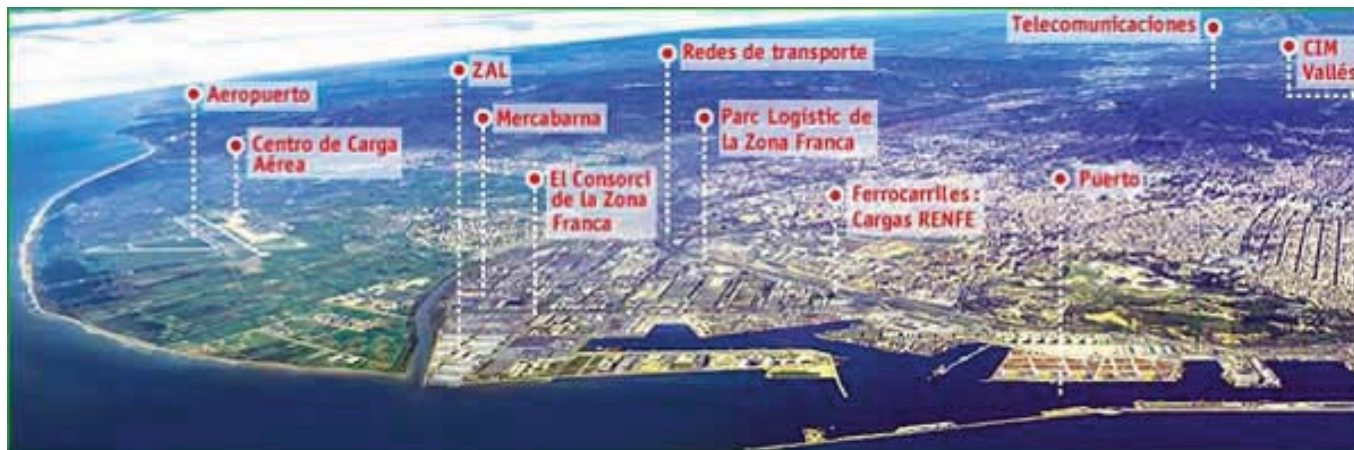 Telecomunicaciones
CIM
Vallés
Redes de transporte
ZAL
Aeropuerto
Mercabarna
Parc Logístic de
la Zona Franca
Centro de Carga
Aérea
El Consorci
de la Zona
Franca
Ferrocarriles:
Cargas RENFE
Puerto